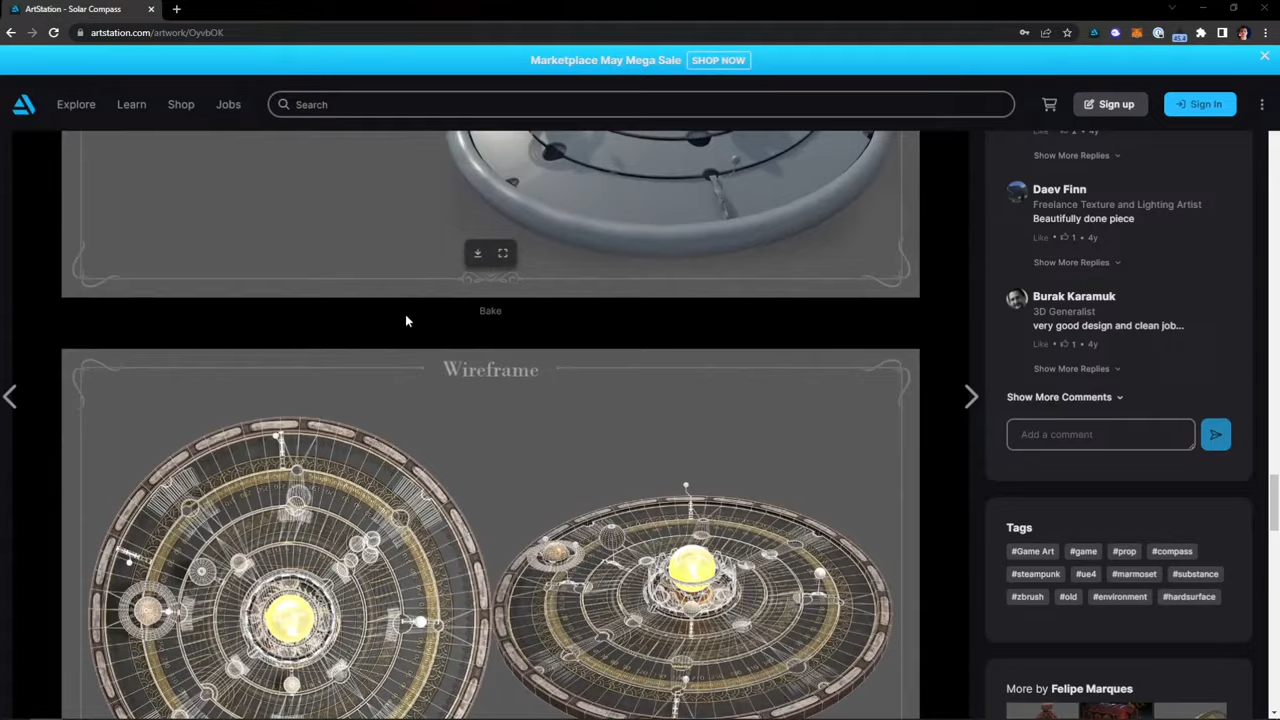 ArtStation - Solar Compass
artstation.com/artwork/OyvbOK
45.4
Marketplace May Mega Sale SHOP NOW
Explore Learn Shop Jobs Search Sign up Sign In
Show More Replies
Daev Finn
Freelance Texture and Lighting Artist
Beautifully done piece
Like • 1 • 4y
Show More Replies
Burak Karamuk
3D Generalist
very good design and clean job...
Like • 1 • 4y
Show More Replies
Show More Comments
Add a comment
Bake
Wireframe
Tags
#Game Art #game #prop #compass
#steampunk #ue4 #marmoset #substance
#zbrush #old #environment #hardsurface
More by Felipe Marques